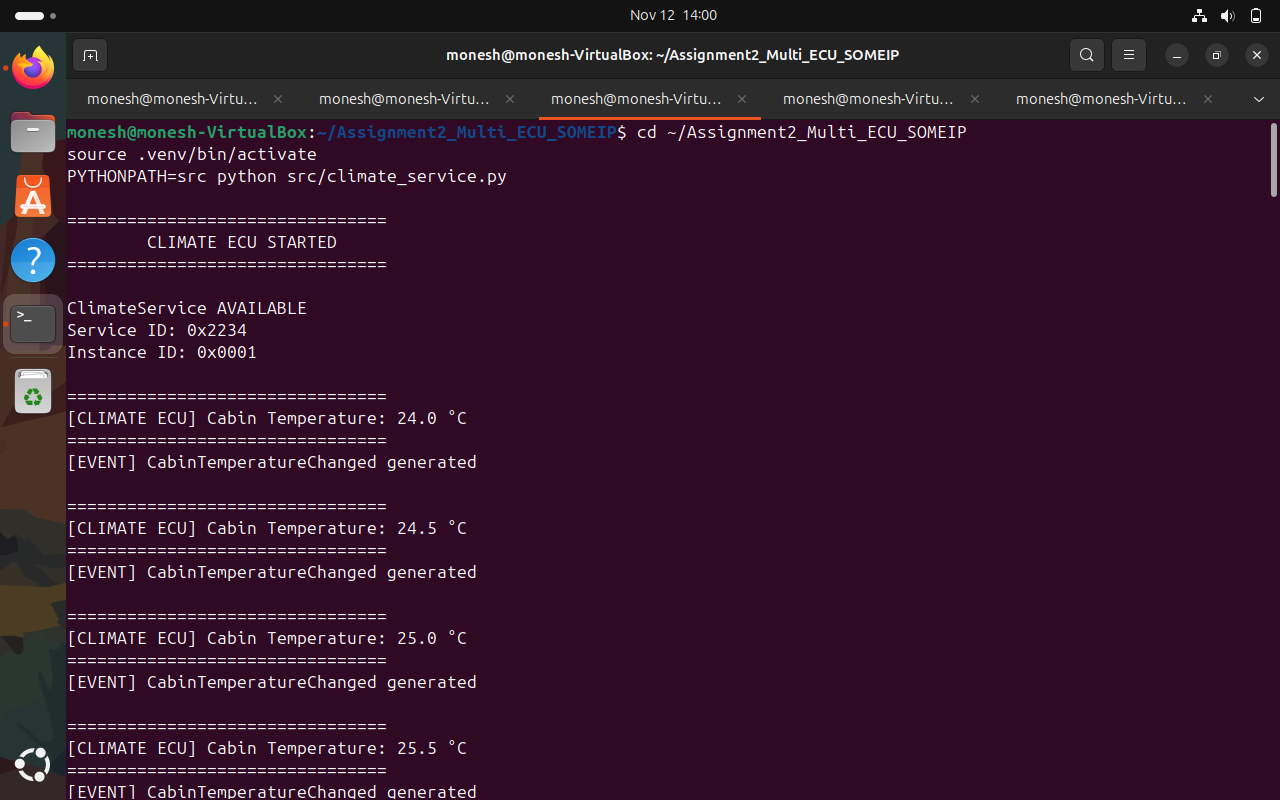 Nov 12 14:00
monesh@monesh-VirtualBox: ~/Assignment2_Multi_ECU_SOMEIP
monesh@monesh-Virtu… monesh@monesh-Virtu… monesh@monesh-Virtu… monesh@monesh-Virtu… monesh@monesh-Virtu…
monesh@monesh-VirtualBox:~/Assignment2_Multi_ECU_SOMEIP$ cd ~/Assignment2_Multi_ECU_SOMEIP
source .venv/bin/activate
PYTHONPATH=src python src/climate_service.py
================================
CLIMATE ECU STARTED
================================
ClimateService AVAILABLE
Service ID: 0x2234
Instance ID: 0x0001
================================
[CLIMATE ECU] Cabin Temperature: 24.0 °C
================================
[EVENT] CabinTemperatureChanged generated
================================
[CLIMATE ECU] Cabin Temperature: 24.5 °C
================================
[EVENT] CabinTemperatureChanged generated
================================
[CLIMATE ECU] Cabin Temperature: 25.0 °C
================================
[EVENT] CabinTemperatureChanged generated
================================
[CLIMATE ECU] Cabin Temperature: 25.5 °C
================================
[EVENT] CabinTemperatureChanged generated